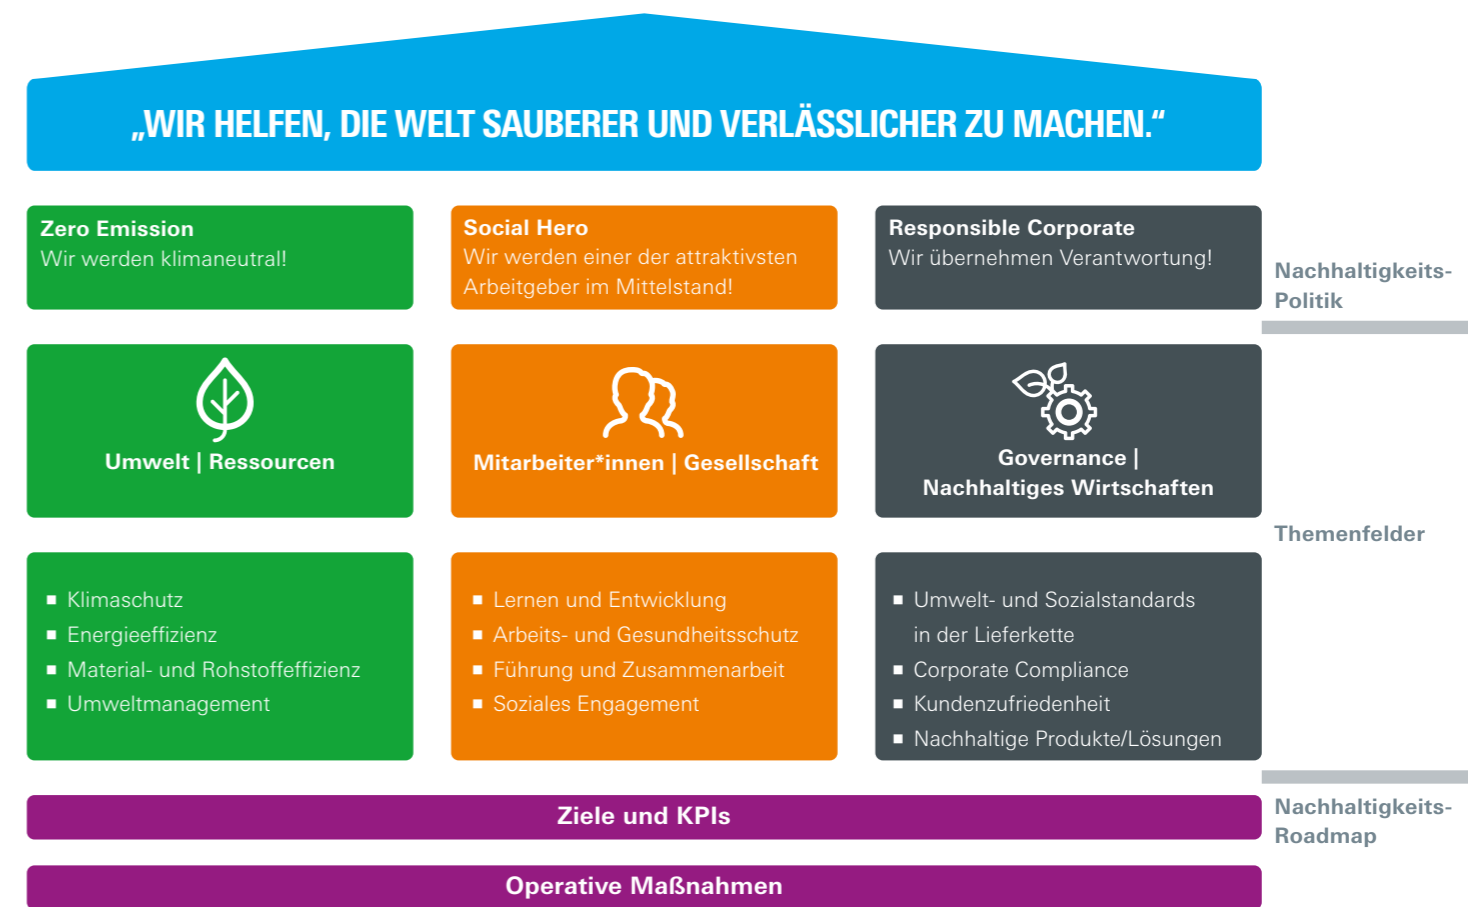 „WIR HELFEN, DIE WELT SAUBERER UND VERLÄSSLICHER ZU MACHEN.“
Zero Emission
Wir werden klimaneutral!
Social Hero
Wir werden einer der attraktivsten
Arbeitgeber im Mittelstand!
Responsible Corporate
Wir übernehmen Verantwortung!
Nachhaltigkeits-
Politik
Umwelt | Ressourcen
Mitarbeiter*innen | Gesellschaft
Governance |
Nachhaltiges Wirtschaften
Themenfelder
▪ Klimaschutz
▪ Energieeffizienz
▪ Material- und Rohstoffeffizienz
▪ Umweltmanagement
▪ Lernen und Entwicklung
▪ Arbeits- und Gesundheitsschutz
▪ Führung und Zusammenarbeit
▪ Soziales Engagement
▪ Umwelt- und Sozialstandards
in der Lieferkette
▪ Corporate Compliance
▪ Kundenzufriedenheit
▪ Nachhaltige Produkte/Lösungen
Ziele und KPIs
Nachhaltigkeits-
Roadmap
Operative Maßnahmen